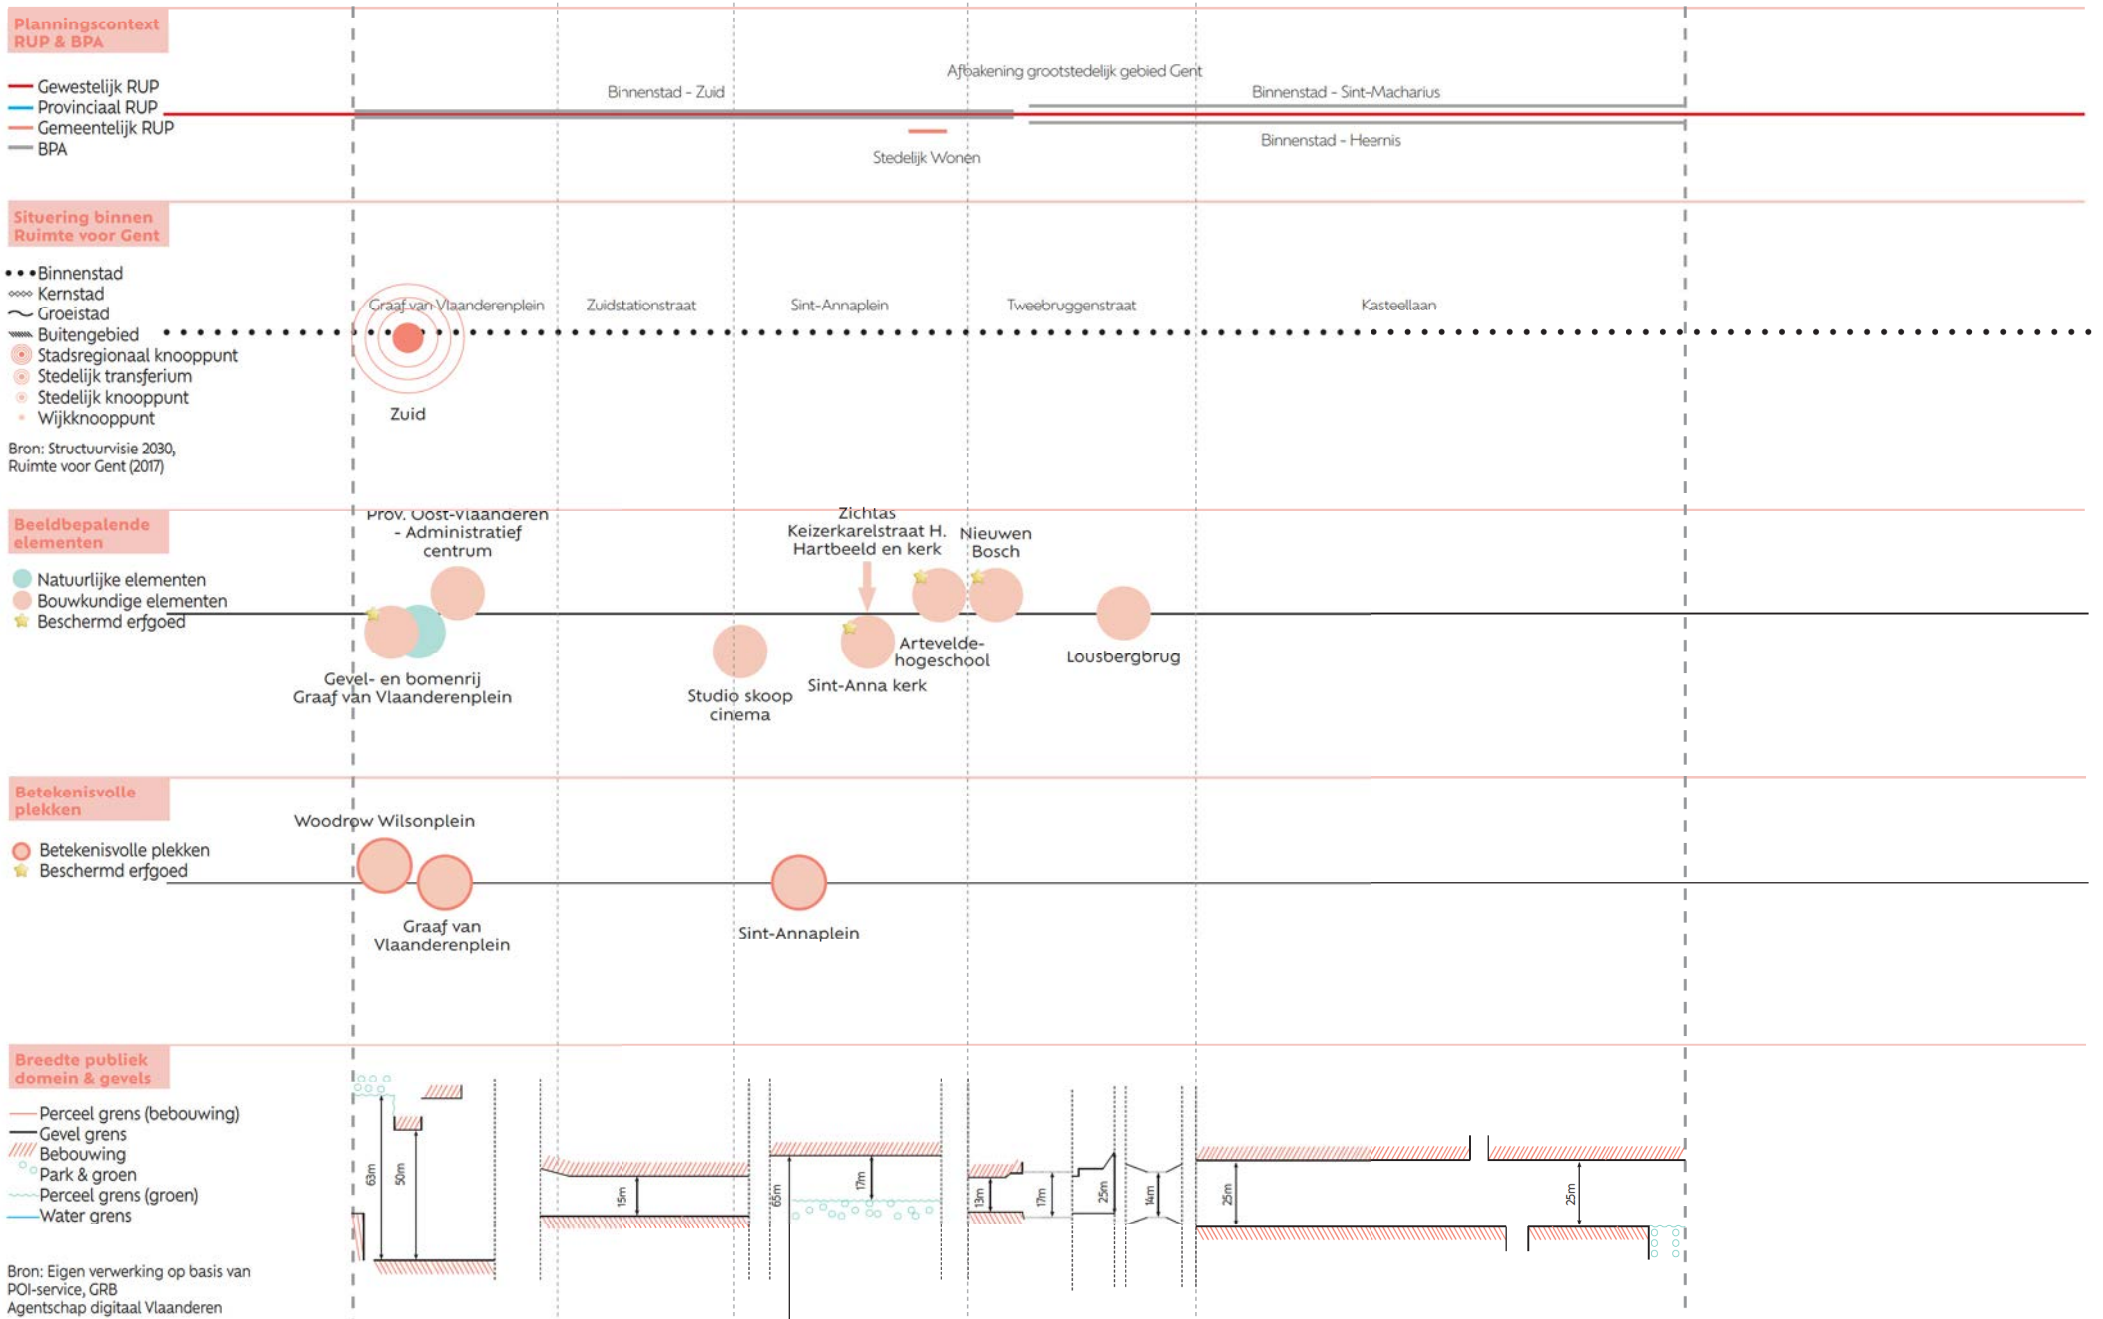 Planningscontext
RUP & BPA
Gewestelijk RUP
Provinciaal RUP
Gemeentelijk RUP
BPA
Afbakening grootstedelijk gebied Gent
Binnenstad - Zuid
Binnenstad - Sint-Macharius
Binnenstad - Heernis
Stedelijk Wonen
Situering binnen
Ruimte voor Gent
Binnenstad
Kernstad
Groeistad
Buitengebied
Stadsregionaal knooppunt
Stedelijk transferium
Stedelijk knooppunt
Wijkknooppunt
Bron: Structuurvisie 2030,
Ruimte voor Gent (2017)
Graaf van Vlaanderenplein
Zuidstationstraat
Sint-Annaplein
Tweebruggenstraat
Kasteellaan
Zuid
Beeldbepalende
elementen
Natuurlijke elementen
Bouwkundige elementen
Beschermd erfgoed
Prov. Oost-Vlaanderen
- Administratief
centrum
Zichtas
Keizerkarelstraat H.
Hartbeeld en kerk
Nieuwen
Bosch
Gevel- en bomenrij
Graaf van Vlaanderenplein
Studio skoop
cinema
Sint-Anna kerk
Artevelde-
hogeschool
Lousbergbrug
Betekenisvolle
plekken
Betekenisvolle plekken
Beschermd erfgoed
Woodrow Wilsonplein
Graaf van
Vlaanderenplein
Sint-Annaplein
Breedte publiek
domein & gevels
Perceel grens (bebouwing)
Gevel grens
Bebouwing
Park & groen
Perceel grens (groen)
Water grens
Bron: Eigen verwerking op basis van
POI-service, GRB
Agentschap digitaal Vlaanderen
63m
50m
15m
65m
17m
13m
17m
25m
14m
25m
25m